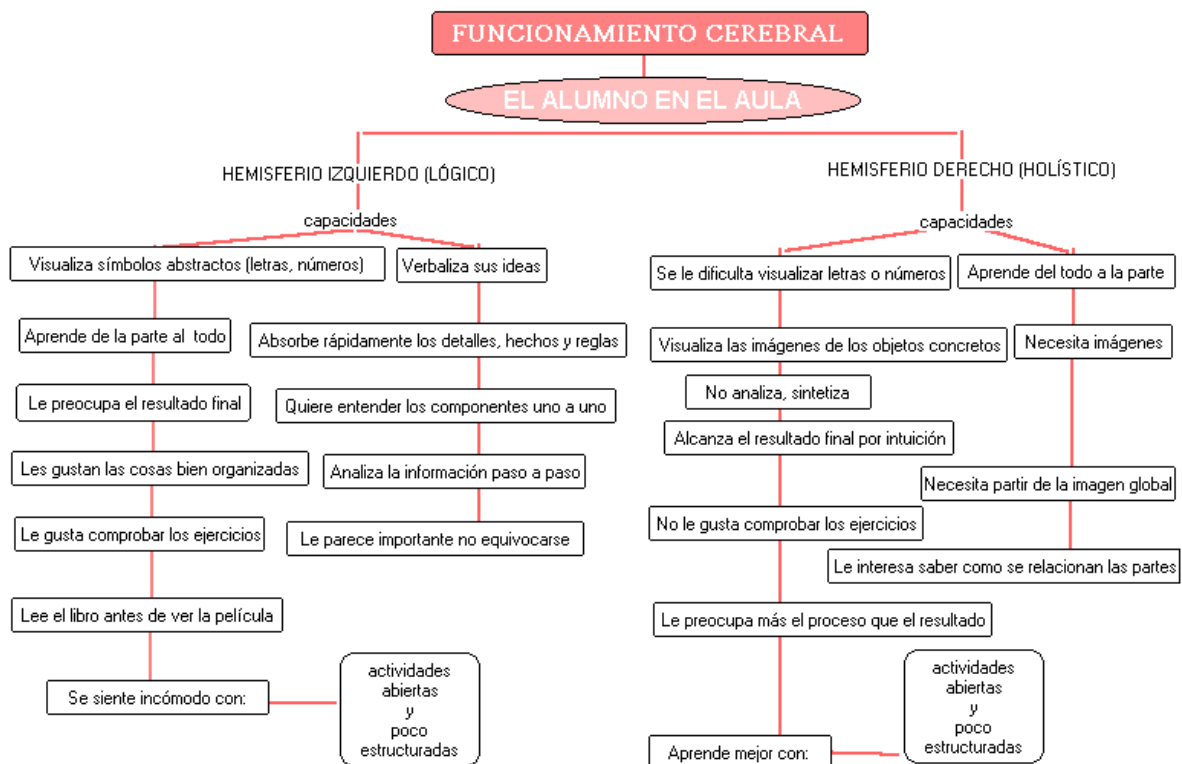 FUNCIONAMIENTO CEREBRAL
EL ALUMNO EN EL AULA
HEMISFERIO IZQUIERDO (LÓGICO)
capacidades
Visualiza símbolos abstractos (letras, números)
Aprende de la parte al todo
Le preocupa el resultado final
Les gustan las cosas bien organizadas
Le gusta comprobar los ejercicios
Lee el libro antes de ver la película
Se siente incómodo con:
actividades
abiertas
y
poco
estructuradas
Verbaliza sus ideas
Absorbe rápidamente los detalles, hechos y reglas
Quiere entender los componentes uno a uno
Analiza la información paso a paso
Le parece importante no equivocarse
HEMISFERIO DERECHO (HOLÍSTICO)
capacidades
Se le dificulta visualizar letras o números
Visualiza las imágenes de los objetos concretos
No analiza, sintetiza
Alcanza el resultado final por intuición
No le gusta comprobar los ejercicios
Le preocupa más el proceso que el resultado
Aprende mejor con:
actividades
abiertas
y
poco
estructuradas
Aprende del todo a la parte
Necesita imágenes
Necesita partir de la imagen global
Le interesa saber como se relacionan las partes